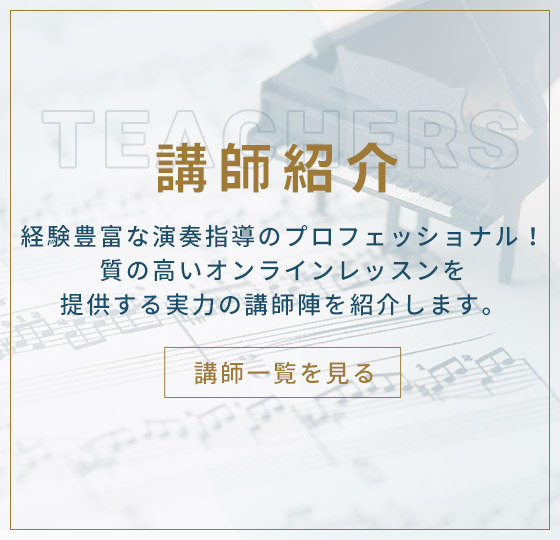 TEACHERS
講師紹介
経験豊富な演奏指導のプロフェッショナル！
質の高いオンラインレッスンを
提供する実力の講師陣を紹介します。
講師一覧を見る